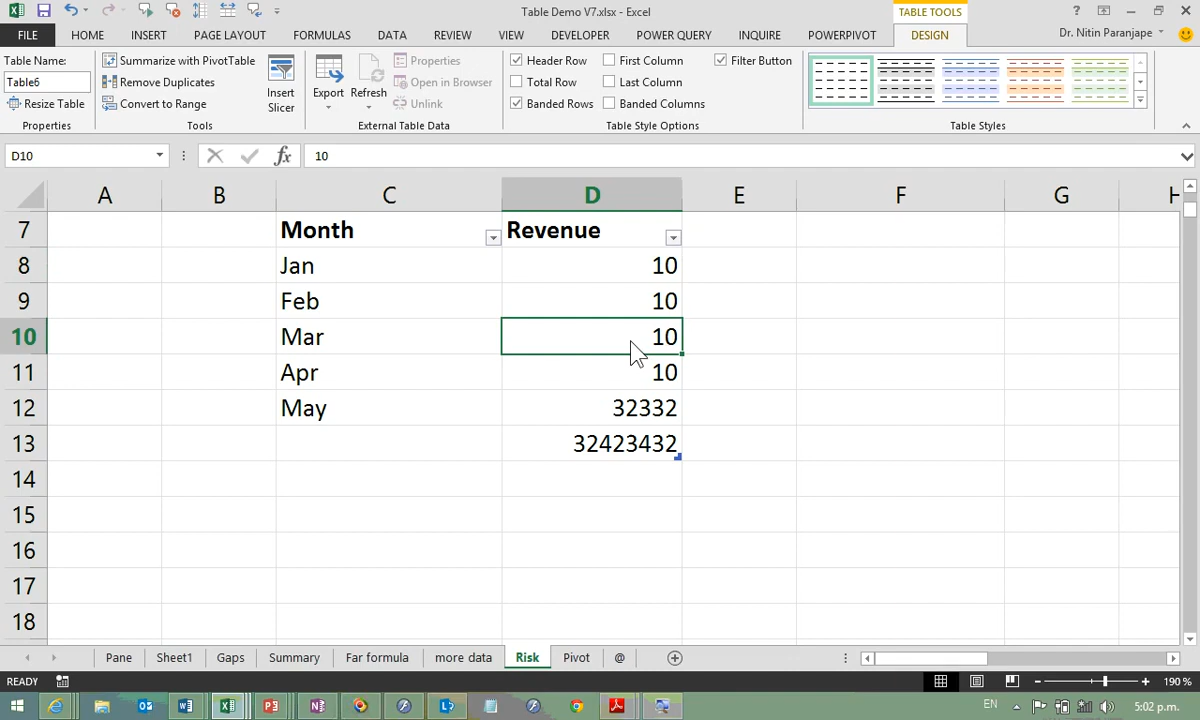 Table Demo V7.xlsx - Excel
TABLE TOOLS
FILE HOME INSERT PAGE LAYOUT FORMULAS DATA REVIEW VIEW DEVELOPER POWER QUERY INQUIRE POWERPIVOT DESIGN
Dr. Nitin Paranjape
Table Name:
Table6
Resize Table
Properties
Summarize with PivotTable
Remove Duplicates
Convert to Range
Tools
Insert
Slicer
Export
Refresh
Properties
Open in Browser
Unlink
External Table Data
Header Row
Total Row
Banded Rows
First Column
Last Column
Banded Columns
Filter Button
Table Style Options
Table Styles
D10
fx
10
A B C D E F G H
7 Month Revenue
8 Jan 10
9 Feb 10
10 Mar 10
11 Apr 10
12 May 32332
13 32423432
14
15
16
17
18
Pane Sheet1 Gaps Summary Far formula more data Risk Pivot @
READY
190 %
EN
5:02 p.m.